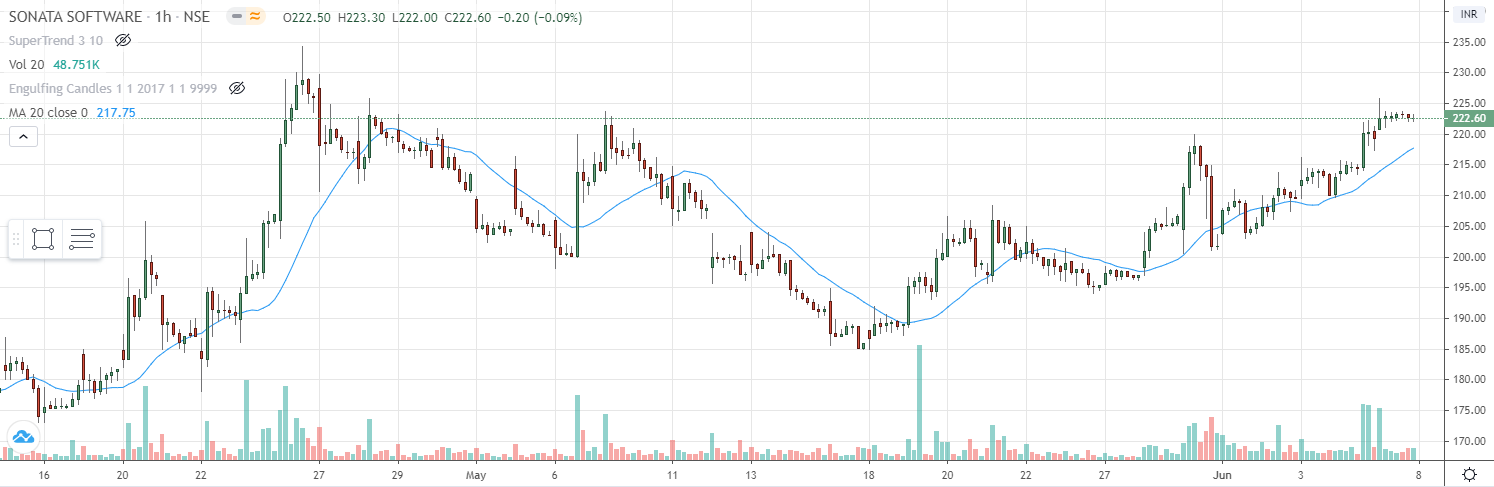 SONATA SOFTWARE · 1h · NSE O222.50 H223.30 L222.00 C222.60 −0.20 (−0.09%)
INR
SuperTrend 3 10
Vol 20 48.751K
Engulfing Candles 1 1 2017 1 1 9999
MA 20 close 0 217.75
235.00
230.00
225.00
222.60
220.00
215.00
210.00
205.00
200.00
195.00
190.00
185.00
180.00
175.00
170.00
16 20 22 27 29 May 6 11 13 18 20 22 27 Jun 3 8